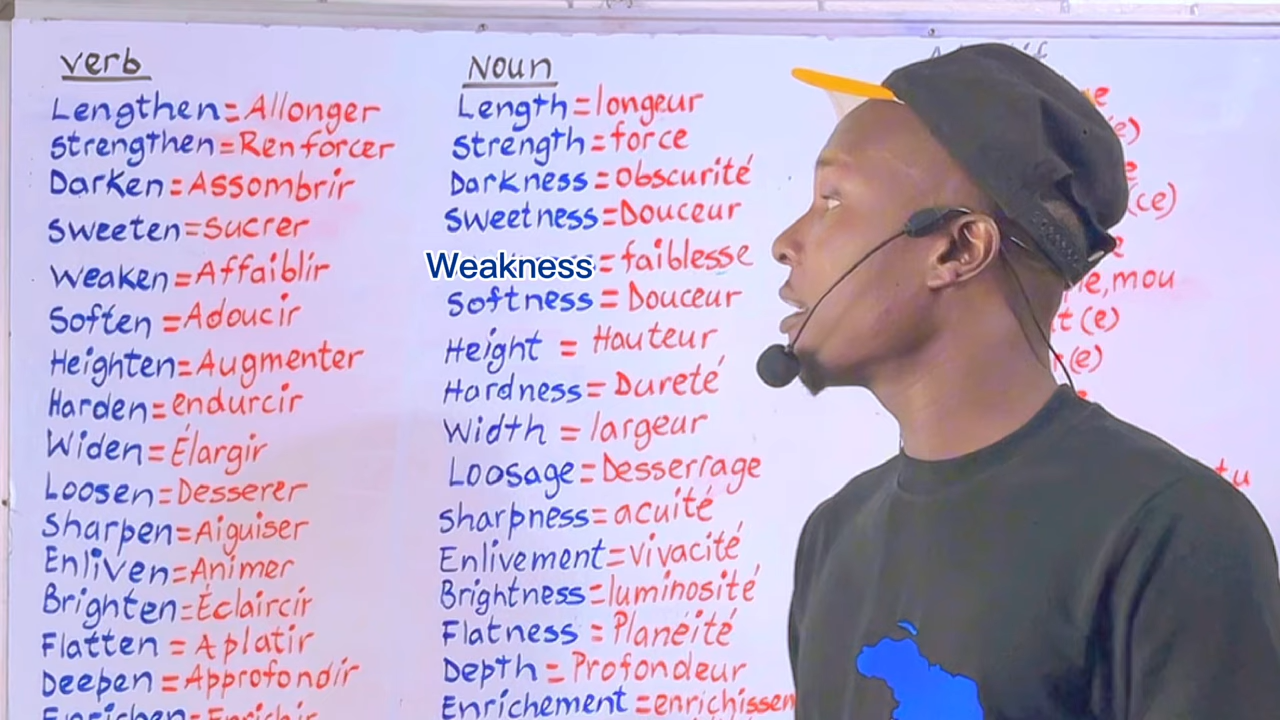 verb
Lengthen = Allonger
Strengthen = Renforcer
Darken = Assombrir
Sweeten = Sucrer
Weaken = Affaiblir
Soften = Adoucir
Heighten = Augmenter
Harden = endurcir
Widen = Élargir
Loosen = Desserer
Sharpen = Aiguiser
Enliven = Animer
Brighten = Éclaircir
Flatten = Aplatir
Deepen = Approfondir
Noun
Length = longeur
Strength = force
Darkness = obscurité
Sweetness = Douceur
Weakness = faiblesse
Softness = Douceur
Height = Hauteur
Hardness = Dureté
Width = largeur
Loosage = Desserrage
Sharpness = acuité
Enlivement = vivacité
Brightness = luminosité
Flatness = Planéité
Depth = Profondeur
Enrichement =
(ce)
mou
(e)
(e)